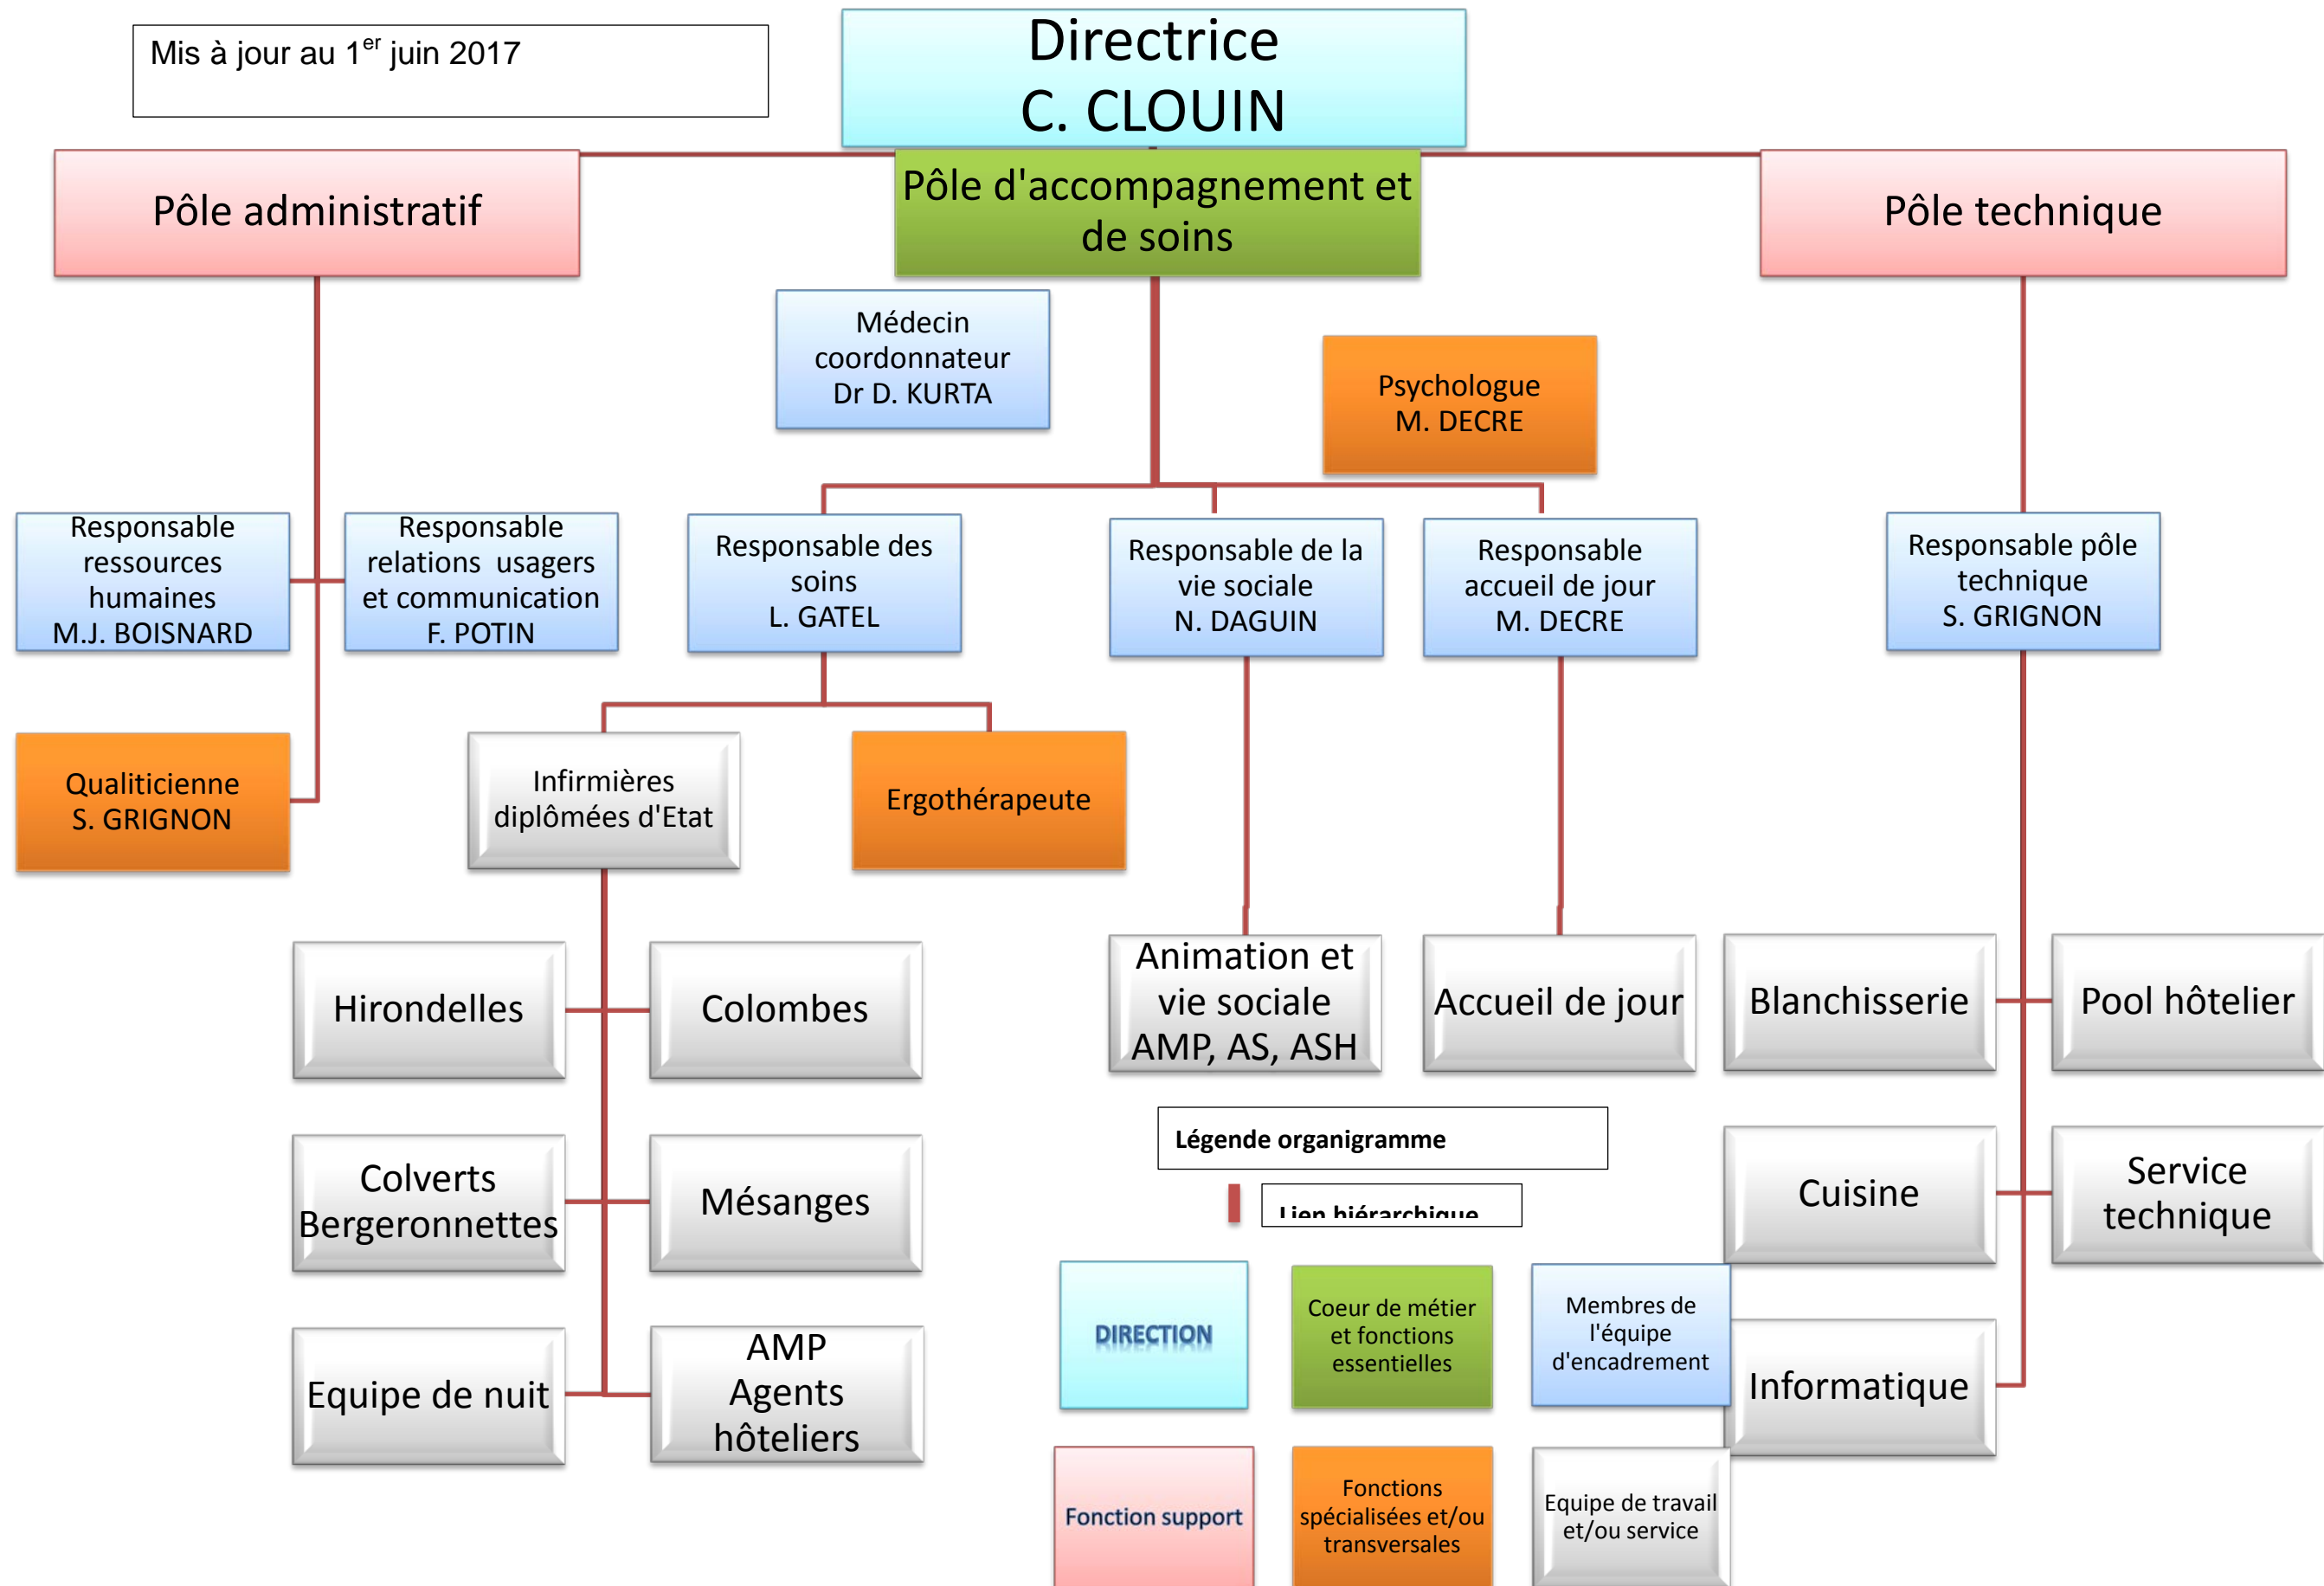 Mis à jour au 1er juin 2017
Directrice
C. CLOUIN
Pôle administratif
Pôle d'accompagnement et
de soins
Pôle technique
Médecin
coordonnateur
Dr D. KURTA
Psychologue
M. DECRE
Responsable
ressources
humaines
M.J. BOISNARD
Responsable
relations usagers
et communication
F. POTIN
Responsable des
soins
L. GATEL
Responsable de la
vie sociale
N. DAGUIN
Responsable
accueil de jour
M. DECRE
Responsable pôle
technique
S. GRIGNON
Qualiticienne
S. GRIGNON
Infirmières
diplômées d'Etat
Ergothérapeute
Hirondelles
Colombes
Animation et
vie sociale
AMP, AS, ASH
Accueil de jour
Blanchisserie
Pool hôtelier
Colverts
Bergeronnettes
Mésanges
Cuisine
Service
technique
Equipe de nuit
AMP
Agents
hôteliers
Informatique
Légende organigramme
Lien hiérarchique
DIRECTION
Coeur de métier
et fonctions
essentielles
Membres de
l'équipe
d'encadrement
Fonction support
Fonctions
spécialisées et/ou
transversales
Equipe de travail
et/ou service